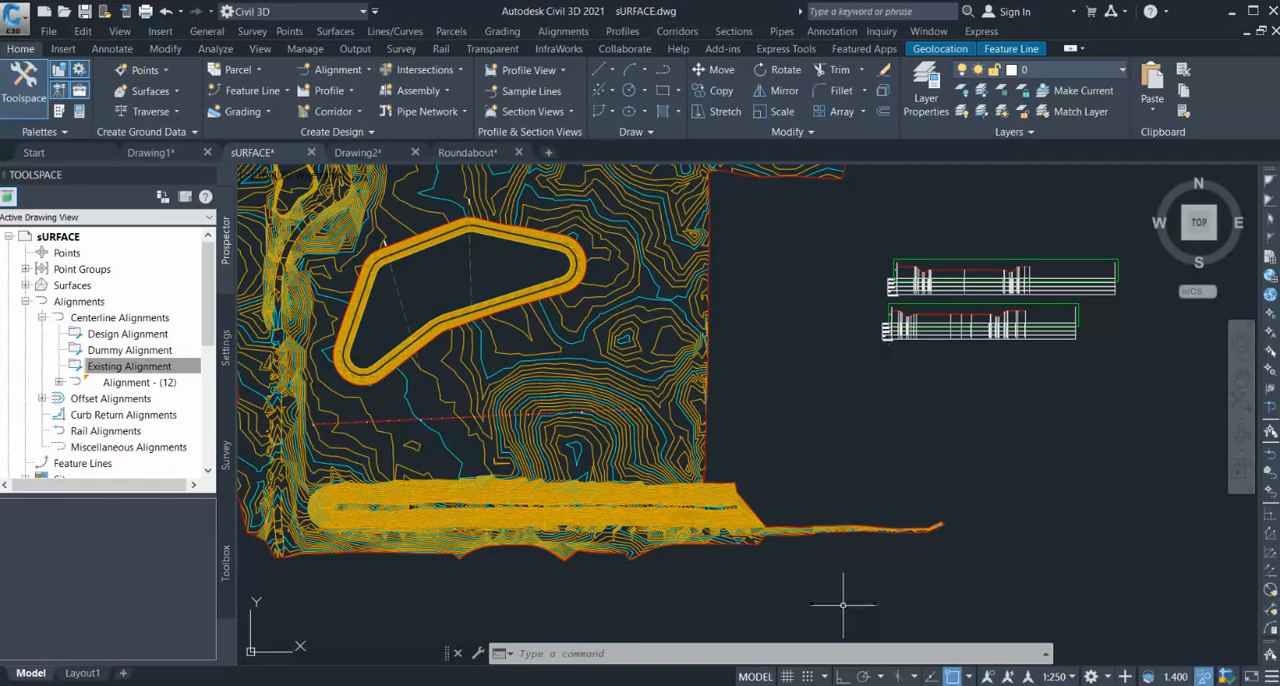 Civil 3D
Autodesk Civil 3D 2021 sURFACE.dwg
Type a keyword or phrase
Sign In
C3D
File Edit View Insert General Survey Points Surfaces Lines/Curves Parcels Grading Alignments Profiles Corridors Sections Pipes Annotation Inquiry Window Express
Home Insert Annotate Modify Analyze View Manage Output Survey Rail Transparent InfraWorks Collaborate Help Add-ins Express Tools Featured Apps Geolocation Feature Line
Toolspace
Points
Surfaces
Traverse
Parcel
Feature Line
Grading
Alignment
Profile
Corridor
Intersections
Assembly
Pipe Network
Profile View
Sample Lines
Section Views
Move
Copy
Stretch
Rotate
Mirror
Scale
Trim
Fillet
Array
Layer
Properties
0
Make Current
Match Layer
Paste
Palettes
Create Ground Data
Create Design
Profile & Section Views
Draw
Modify
Layers
Clipboard
Start
Drawing1*
sURFACE*
Drawing2*
Roundabout*
TOOLSPACE
Active Drawing View
sURFACE
Points
Point Groups
Surfaces
Alignments
Centerline Alignments
Design Alignment
Dummy Alignment
Existing Alignment
Alignment - (12)
Offset Alignments
Curb Return Alignments
Rail Alignments
Miscellaneous Alignments
Feature Lines
Prospector
Settings
Survey
Toolbox
N
W
TOP
E
S
WCS
Y
X
Type a command
Model
Layout1
MODEL
1:250
1.400